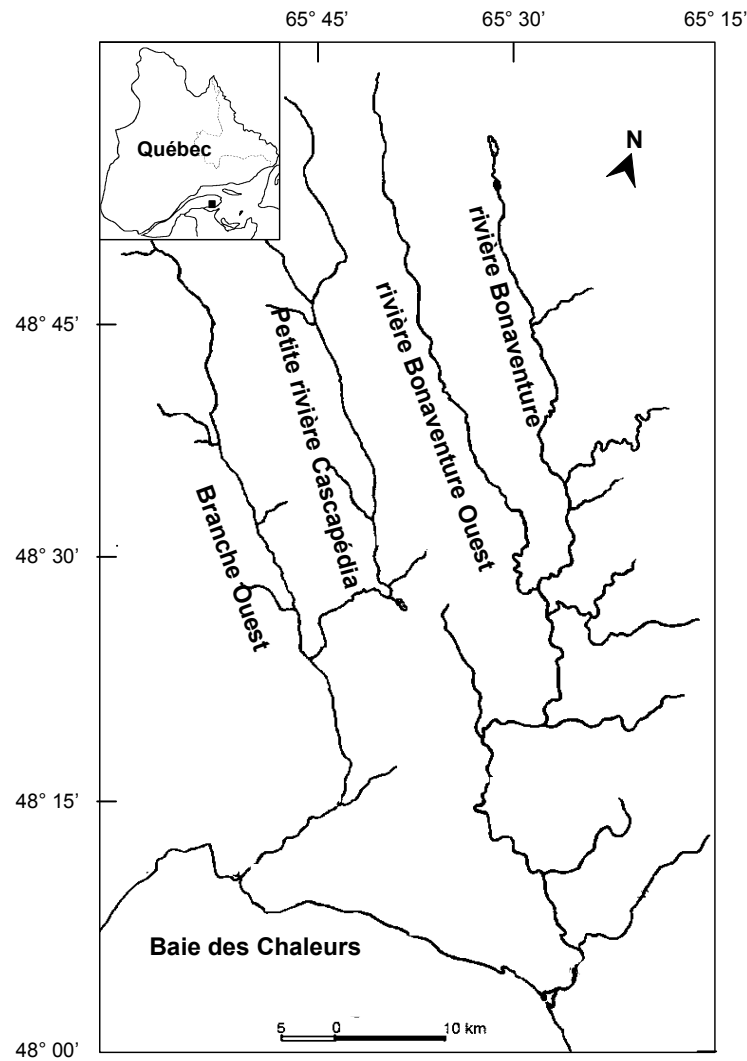 65° 45’
65° 30’
65° 15’
Québec
N
48° 45’
48° 30’
48° 15’
48° 00’
rivière Bonaventure
rivière Bonaventure Ouest
Petite rivière Cascapédia
Branche Ouest
Baie des Chaleurs
5 0 10 km